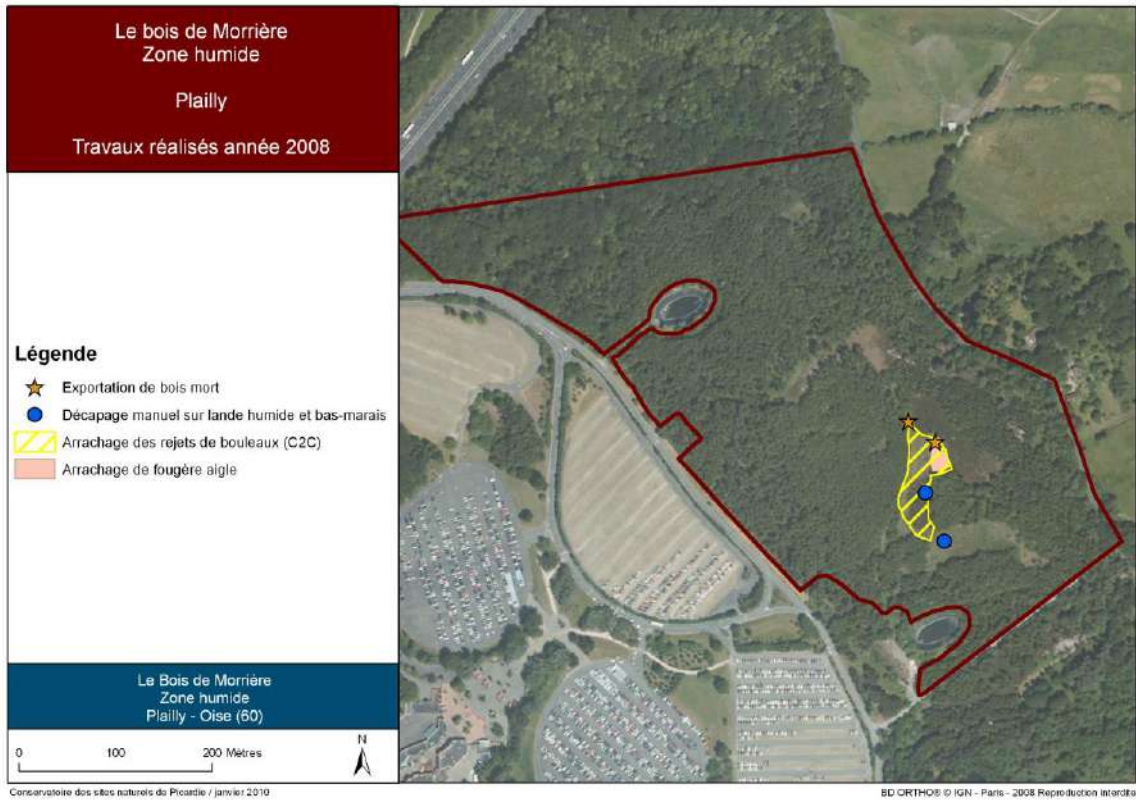 Le bois de Morrière
Zone humide
Plailly
Travaux réalisés année 2008
Légende
Exportation de bois mort
Décapage manuel sur lande humide et bas-marais
Arrachage des rejets de bouleaux (C2C)
Arrachage de fougère aigle
Le Bois de Morrière
Zone humide
Plailly - Oise (60)
0 100 200 Mètres
N
Conservatoire des sites naturels de Picardie / janvier 2010
BD ORTHO® © IGN - Paris - 2008 Reproduction interdite